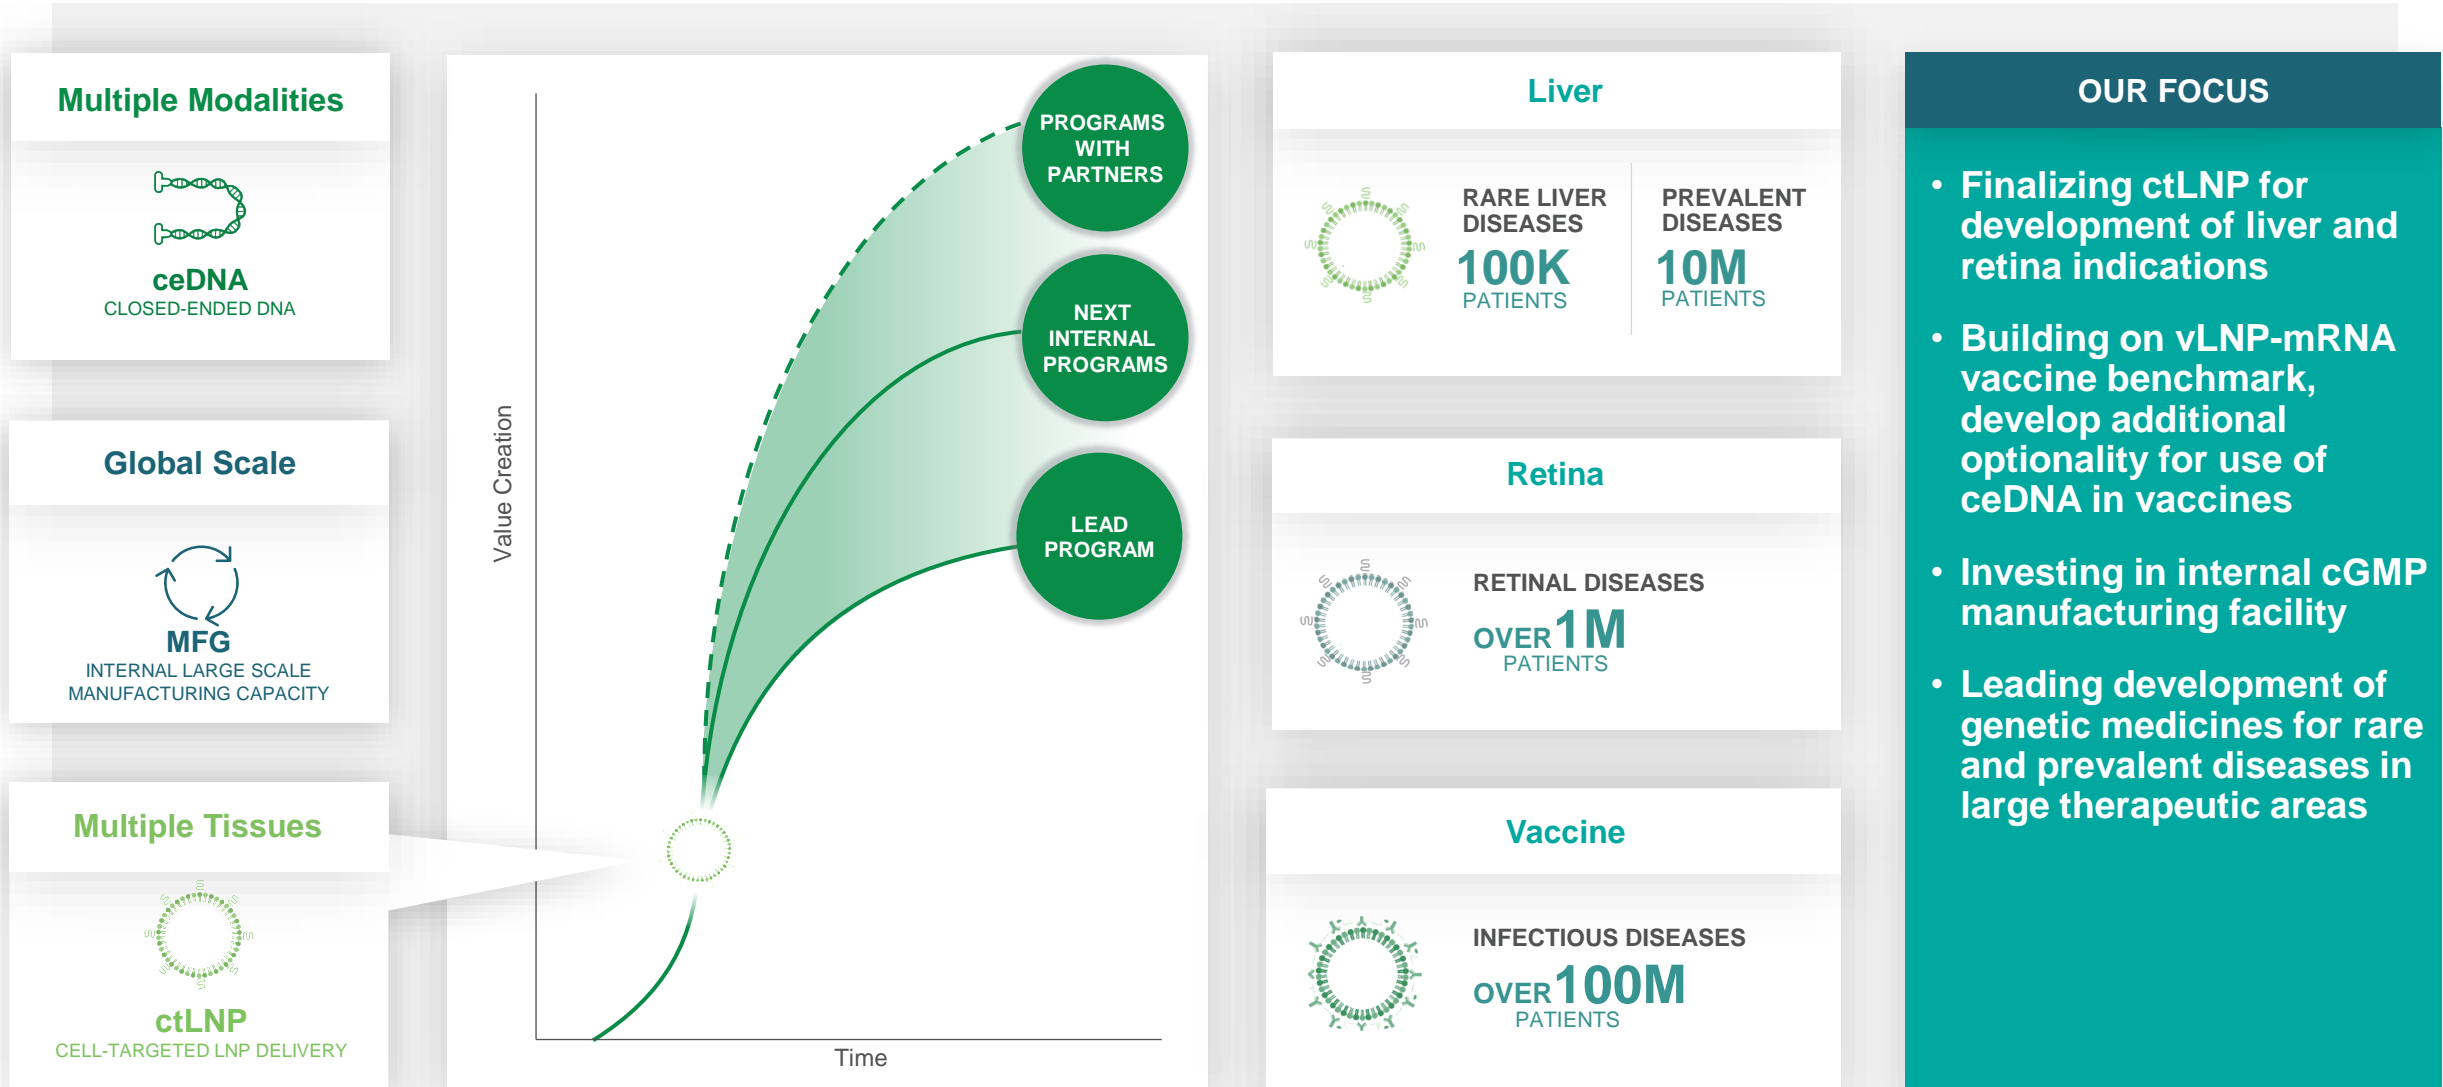 Multiple Modalities
ceDNA
CLOSED-ENDED DNA
Global Scale
MFG
INTERNAL LARGE SCALE
MANUFACTURING CAPACITY
Multiple Tissues
ctLNP
CELL-TARGETED LNP DELIVERY
Value Creation
Time
PROGRAMS
WITH
PARTNERS
NEXT
INTERNAL
PROGRAMS
LEAD
PROGRAM
Liver
RARE LIVER
DISEASES
100K
PATIENTS
PREVALENT
DISEASES
10M
PATIENTS
Retina
RETINAL DISEASES
OVER 1M
PATIENTS
Vaccine
INFECTIOUS DISEASES
OVER 100M
PATIENTS
OUR FOCUS
• Finalizing ctLNP for
development of liver and
retina indications
• Building on vLNP-mRNA
vaccine benchmark,
develop additional
optionality for use of
ceDNA in vaccines
• Investing in internal cGMP
manufacturing facility
• Leading development of
genetic medicines for rare
and prevalent diseases in
large therapeutic areas